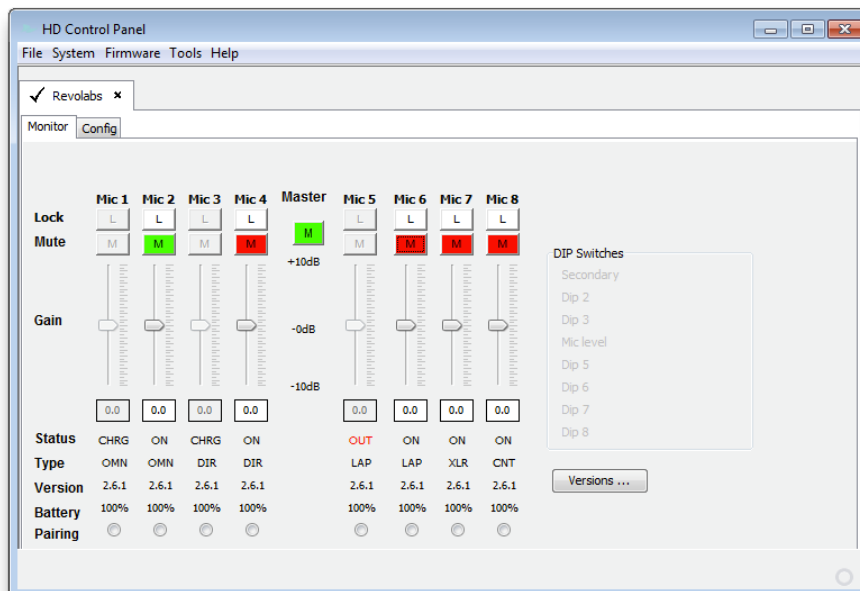 HD Control Panel
File System Firmware Tools Help
Revolabs
Monitor Config
Mic 1 Mic 2 Mic 3 Mic 4 Master Mic 5 Mic 6 Mic 7 Mic 8
Lock L L L L L L L L
Mute M M M M M M M M M
+10dB
DIP Switches
Secondary
Dip 2
Gain -0dB Dip 3
Mic level
Dip 5
-10dB Dip 6
0.0 0.0 0.0 0.0 0.0 0.0 0.0 0.0 Dip 7
Dip 8
Status CHRG ON CHRG ON OUT ON ON ON
Type OMN OMN DIR DIR LAP LAP XLR CNT
Version 2.6.1 2.6.1 2.6.1 2.6.1 2.6.1 2.6.1 2.6.1 2.6.1 Versions ...
Battery 100% 100% 100% 100% 100% 100% 100% 100%
Pairing